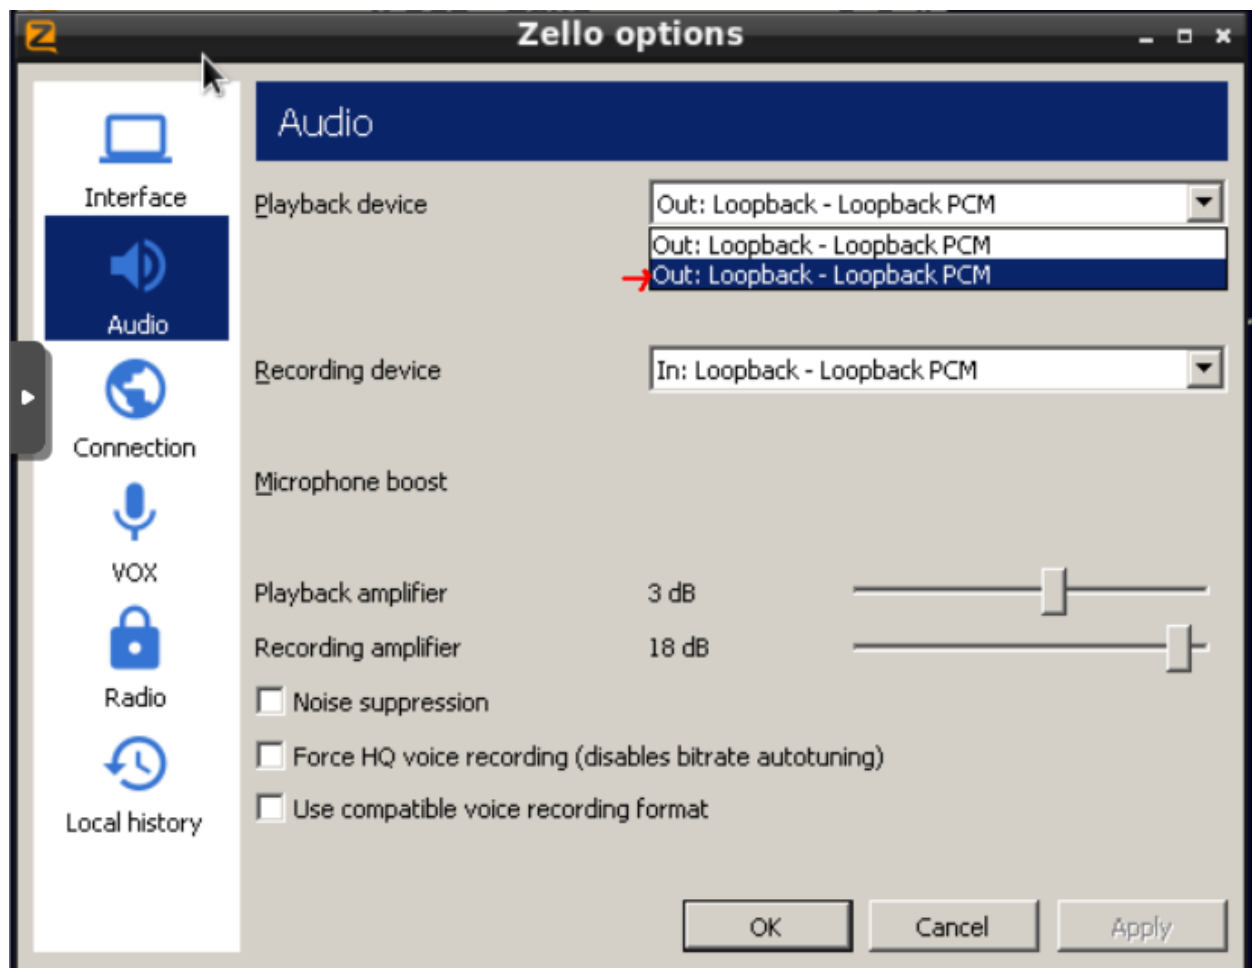 Zello options
Audio
Interface
Playback device
Out: Loopback - Loopback PCM
Out: Loopback - Loopback PCM
Out: Loopback - Loopback PCM
Audio
Recording device
In: Loopback - Loopback PCM
Connection
Microphone boost
VOX
Playback amplifier
3 dB
Recording amplifier
18 dB
Radio
Noise suppression
Force HQ voice recording (disables bitrate autotuning)
Use compatible voice recording format
Local history
OK
Cancel
Apply